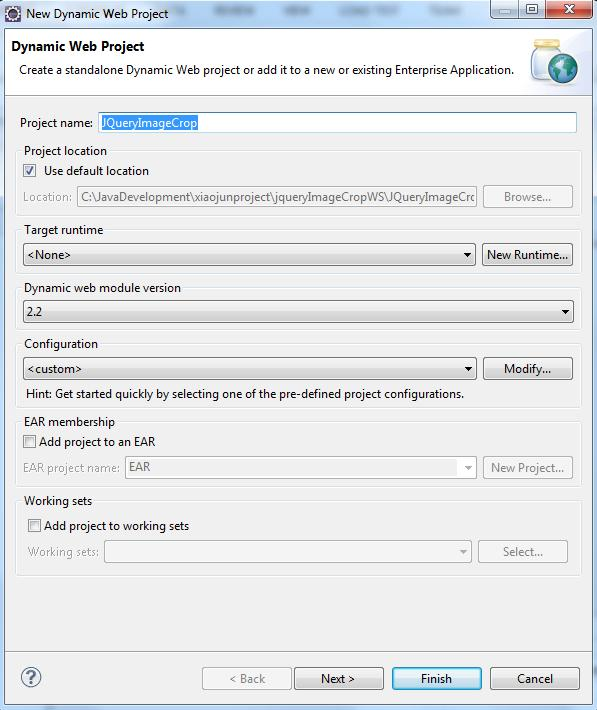 New Dynamic Web Project
Dynamic Web Project
Create a standalone Dynamic Web project or add it to a new or existing Enterprise Application.
Project name: JQueryImageCrop
Project location
Use default location
Location: C:\JavaDevelopment\xiaojunproject\jqueryImageCropWS\JQueryImageCrc Browse...
Target runtime
<None> New Runtime...
Dynamic web module version
2.2
Configuration
<custom> Modify...
Hint: Get started quickly by selecting one of the pre-defined project configurations.
EAR membership
Add project to an EAR
EAR project name: EAR New Project...
Working sets
Add project to working sets
Working sets: Select...
? < Back Next > Finish Cancel